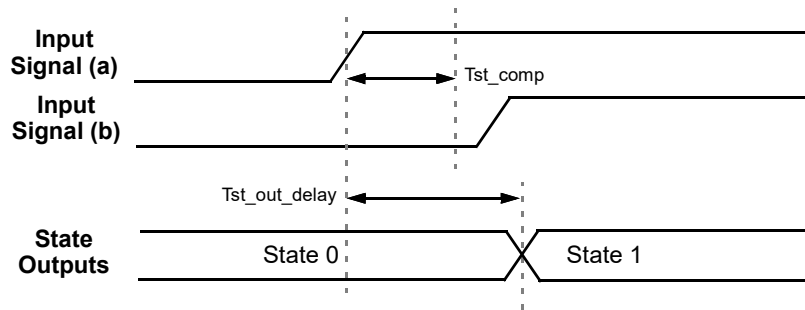 Input
Signal (a)
Tst_comp
Input
Signal (b)
Tst_out_delay
State
Outputs
State 0
State 1